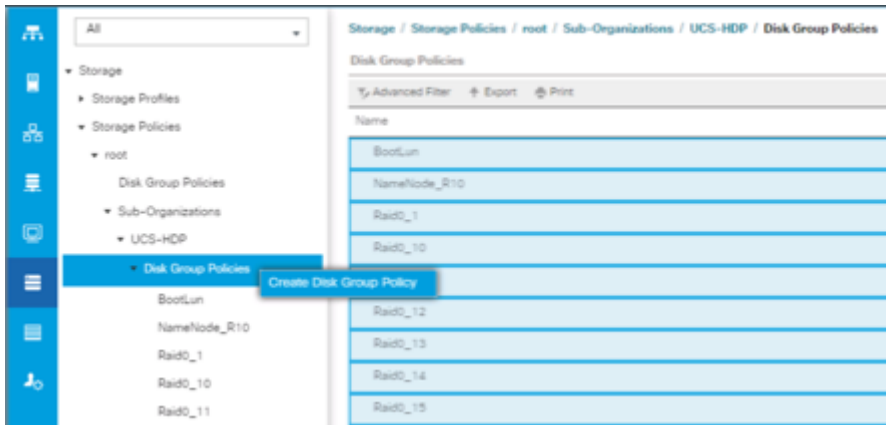 All
Storage
Storage Profiles
Storage Policies
root
Disk Group Policies
Sub-Organizations
UCS-HDP
Disk Group Policies
Create Disk Group Policy
BootLun
NameNode_R10
Raid0_1
Raid0_10
Raid0_11
Storage / Storage Policies / root / Sub-Organizations / UCS-HDP / Disk Group Policies
Disk Group Policies
Advanced Filter Export Print
Name
BootLun
NameNode_R10
Raid0_1
Raid0_10
Raid0_12
Raid0_13
Raid0_14
Raid0_15